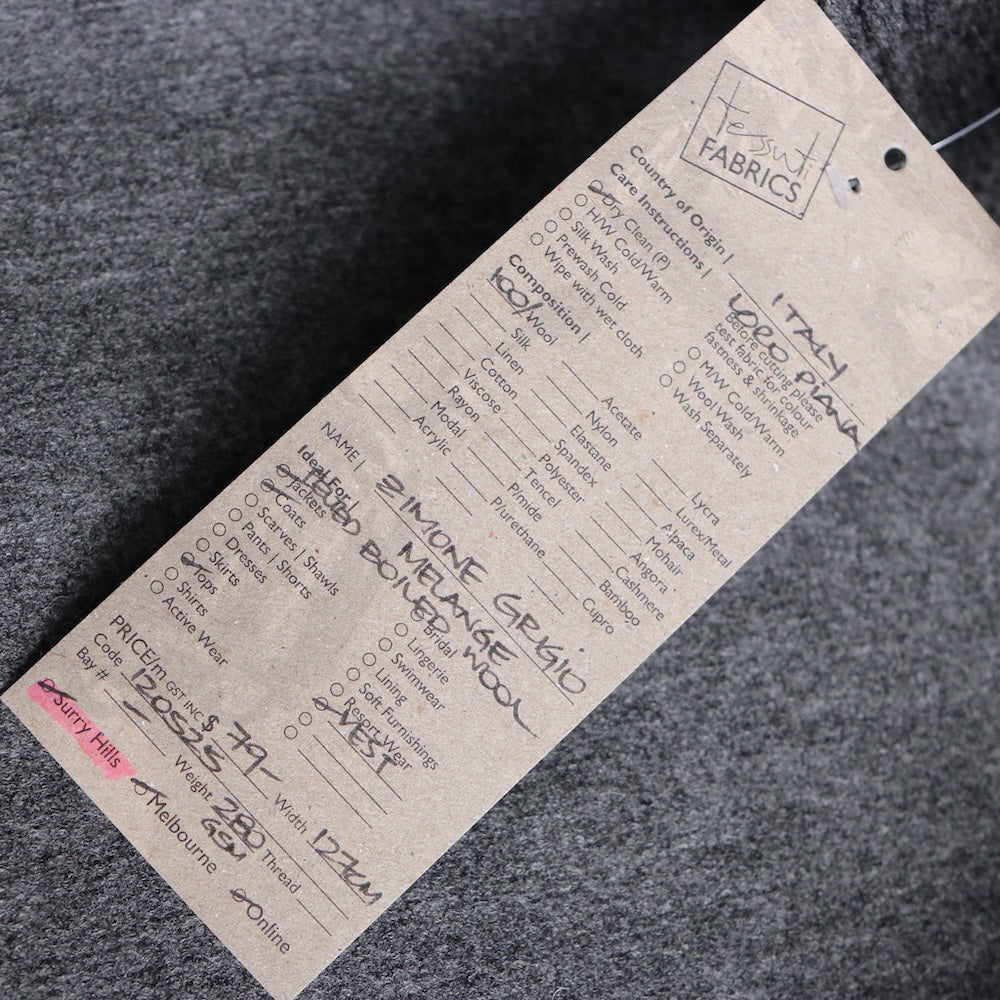 tessuti
FABRICS
Country of Origin | ITALY
LORO PIANA
Care Instructions |
Dry Clean (P)
H/W Cold/Warm
Silk Wash
Prewash Cold
Wipe with wet cloth
Before cutting please
test fabric for colour
fastness & shrinkage
M/W Cold/Warm
Wool Wash
Wash Separately
Composition |
100/ Wool
Silk
Linen
Cotton
Viscose
Rayon
Modal
Acrylic
Acetate
Nylon
Elastane
Spandex
Polyester
Tencel
P/mide
P/urethane
Lycra
Lurex/Metal
Alpaca
Mohair
Angora
Cashmere
Bamboo
Cupro
NAME | ZIMONE GRIGIO
MELANGE
BOILED WOOL
Ideal For |
Jackets
Coats
Scarves | Shawls
Pants | Shorts
Dresses
Skirts
Tops
Shirts
Active Wear
Bridal
Lingerie
Swimwear
Lining
Soft Furnishings
Resort Wear
VEST
PRICE/m GST INC $ 79-
Code 120525
Bay # -
Width 127CM
Weight 280
GSM
Thread
Surry Hills
Melbourne
Online